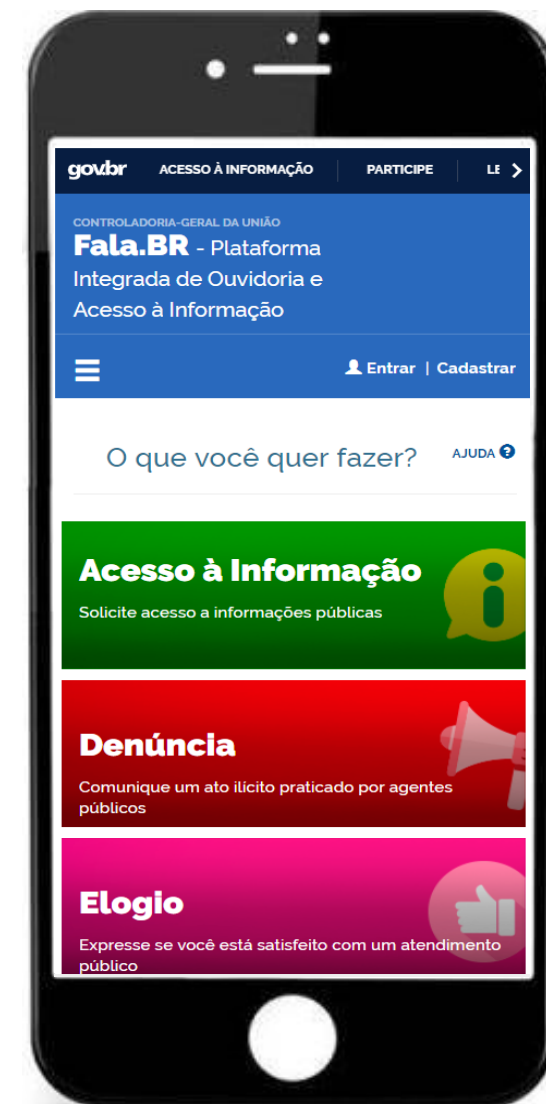 gov.br ACESSO À INFORMAÇÃO PARTICIPE LE
CONTROLADORIA-GERAL DA UNIÃO
Fala.BR - Plataforma
Integrada de Ouvidoria e
Acesso à Informação
Entrar | Cadastrar
O que você quer fazer? AJUDA
Acesso à Informação
Solicite acesso a informações públicas
Denúncia
Comunique um ato ilícito praticado por agentes
públicos
Elogio
Expresse se você está satisfeito com um atendimento
público